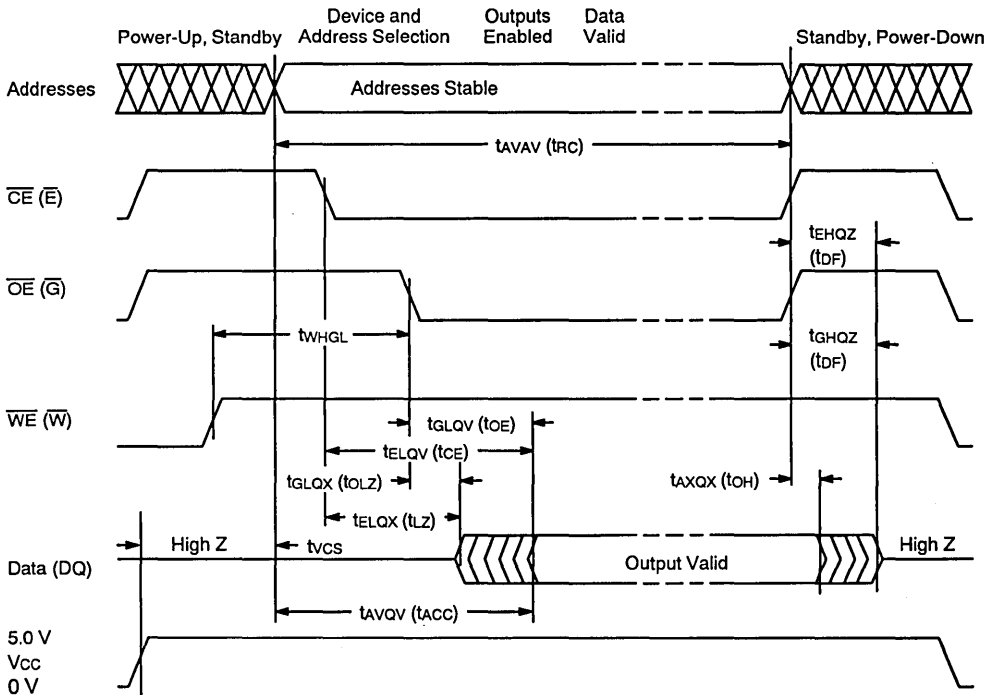 Power-Up, Standby
Device and
Address Selection
Outputs
Enabled
Data
Valid
Standby, Power-Down
Addresses
Addresses Stable
tAVAV (tRC)
CE (E)
tEHQZ
(tDF)
OE (G)
tWHGL
tGHQZ
(tDF)
WE (W)
tGLQV (tOE)
tELQV (tCE)
tGLQX (tOLZ)
tAXQX (tOH)
tELQX (tLZ)
High Z
tVCS
Data (DQ)
Output Valid
High Z
tAVQV (tACC)
5.0 V
VCC
0 V